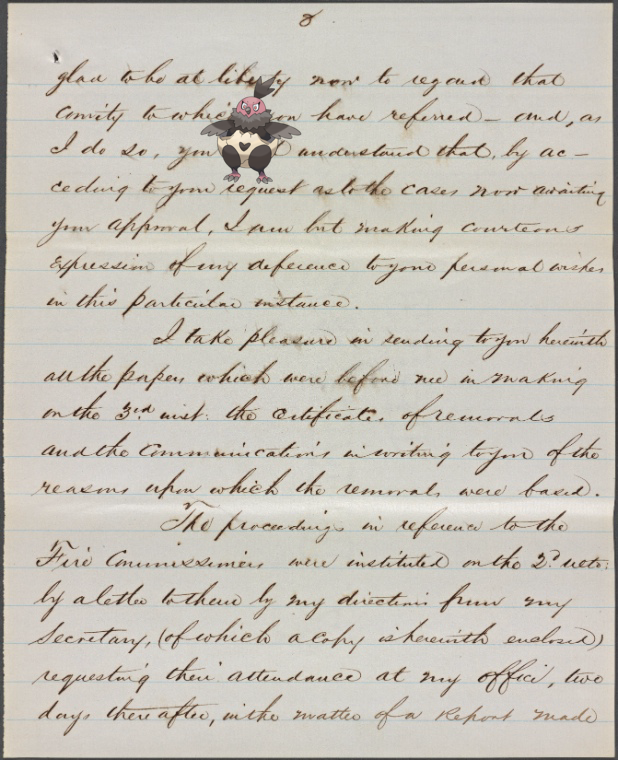 8
glad to be at liberty now to regard that
comity to which you have referred — and, as
I do so, you understand that, by ac-
ceding to your request as to the cases now awaiting
your approval, I am but making courteous
expression of my deference to your personal wishes
in this particular instance.
I take pleasure in sending to you herewith
all the papers which were before me in making
on the 3rd inst: the certificates of removals
and the communications in writing to you of the
reasons upon which the removals were based.
The proceedings in reference to the
Fire Commissioners were instituted on the 2d ulto:
by a letter to them by my direction from my
Secretary, (of which a copy is herewith enclosed)
requesting their attendance at my office, two
days thereafter, in the matter of a Report made